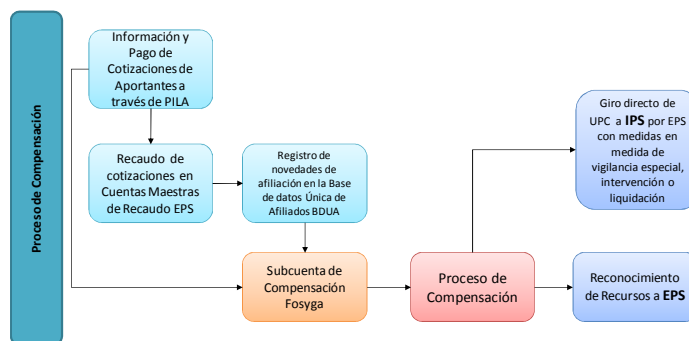 Proceso de Compensación
Información y
Pago de
Cotizaciones de
Aportantes a
través de PILA
Recaudo de
cotizaciones en
Cuentas Maestras
de Recaudo EPS
Registro de
novedades de
afiliación en la Base
de datos Única de
Afiliados BDUA
Subcuenta de
Compensación
Fosyga
Proceso de
Compensación
Giro directo de
UPC a IPS por EPS
con medidas en
medida de
vigilancia especial,
intervención o
liquidación
Reconocimiento
de Recursos a EPS